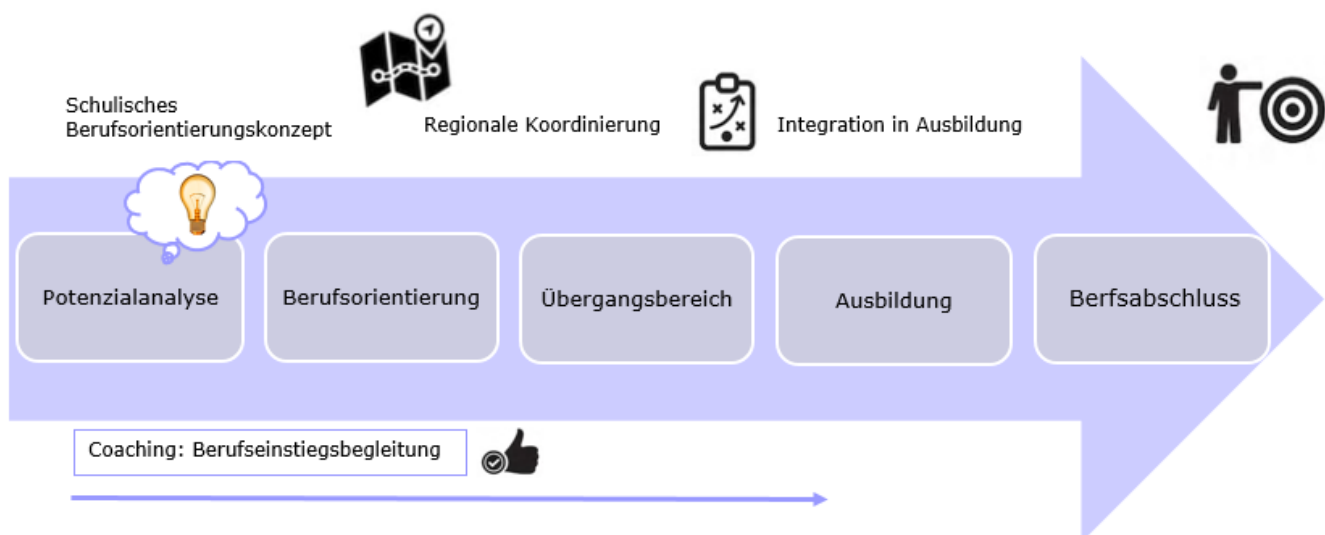 Schulisches
Berufsorientierungskonzept
Regionale Koordinierung
Integration in Ausbildung
Potenzialanalyse
Berufsorientierung
Übergangsbereich
Ausbildung
Berfsabschluss
Coaching: Berufseinstiegsbegleitung